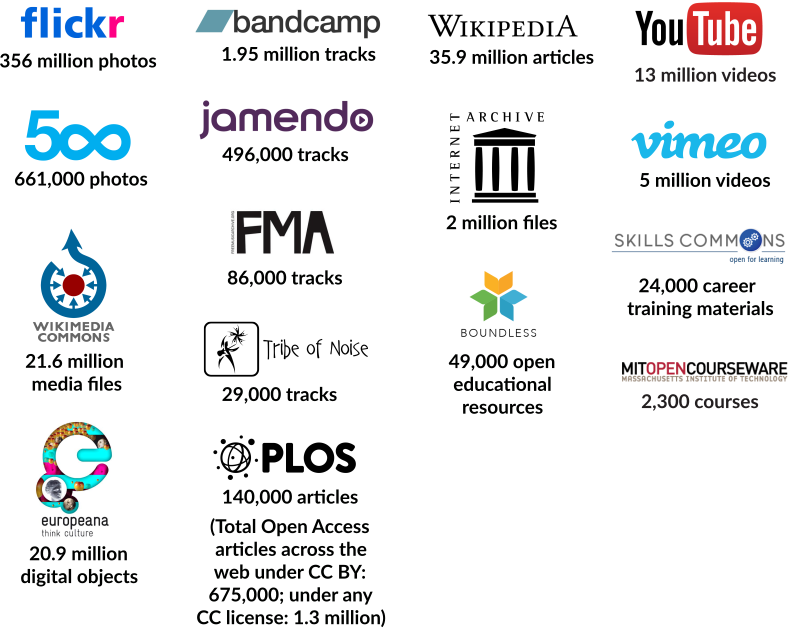 flickr
356 million photos
500
661,000 photos
WIKIMEDIA
COMMONS
21.6 million
media files
europeana
think culture
20.9 million
digital objects
bandcamp
1.95 million tracks
jamendo
496,000 tracks
FMA
86,000 tracks
Tribe of Noise
29,000 tracks
PLOS
140,000 articles
(Total Open Access
articles across the
web under CC BY:
675,000; under any
CC license: 1.3 million)
WIKIPEDIA
35.9 million articles
INTERNET
ARCHIVE
2 million files
BOUNDLESS
49,000 open
educational
resources
YouTube
13 million videos
vimeo
5 million videos
SKILLS COMMONS
open for learning
24,000 career
training materials
MITOPENCOURSEWARE
MASSACHUSETTS INSTITUTE OF TECHNOLOGY
2,300 courses